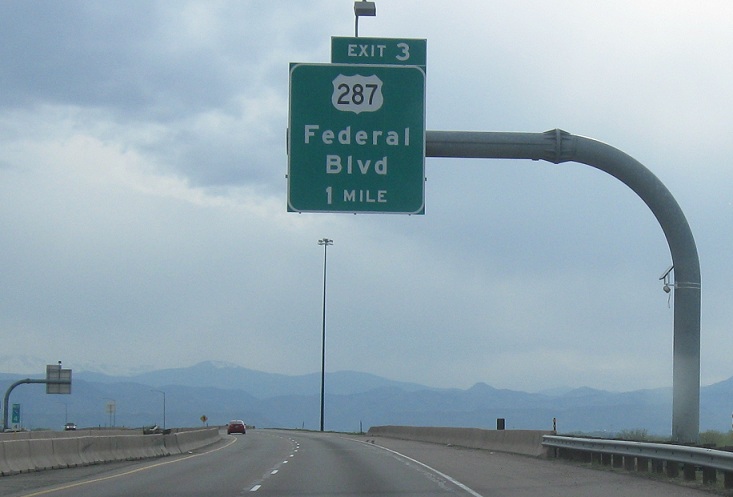 EXIT 3
287
Federal
Blvd
1 MILE